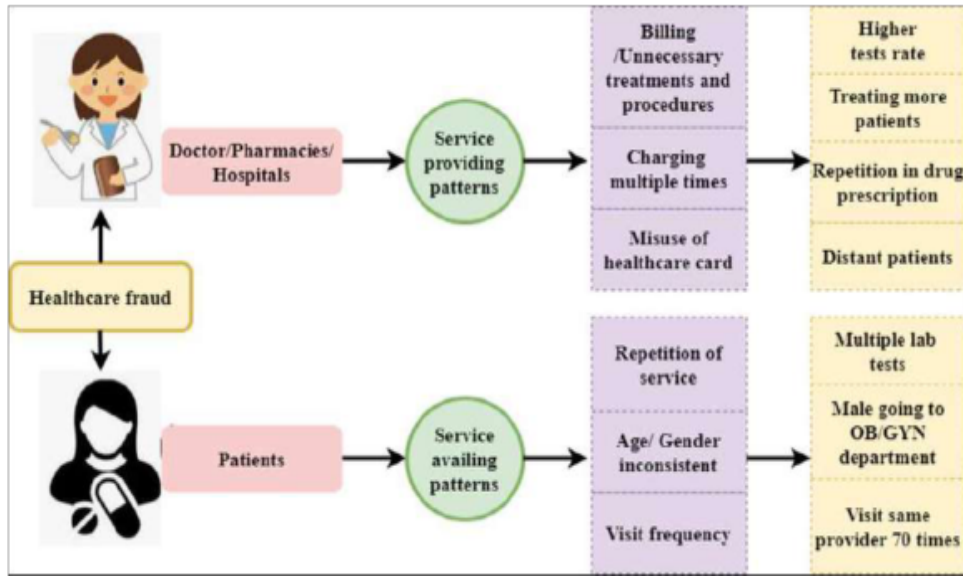 Healthcare fraud
Doctor/Pharmacies/
Hospitals
Service
providing
patterns
Billing
/Unnecessary
treatments and
procedures
Charging
multiple times
Misuse of
healthcare card
Higher
tests rate
Treating more
patients
Repetition in drug
prescription
Distant patients
Patients
Service
availing
patterns
Repetition of
service
Age/ Gender
inconsistent
Visit frequency
Multiple lab
tests
Male going to
OB/GYN
department
Visit same
provider 70 times